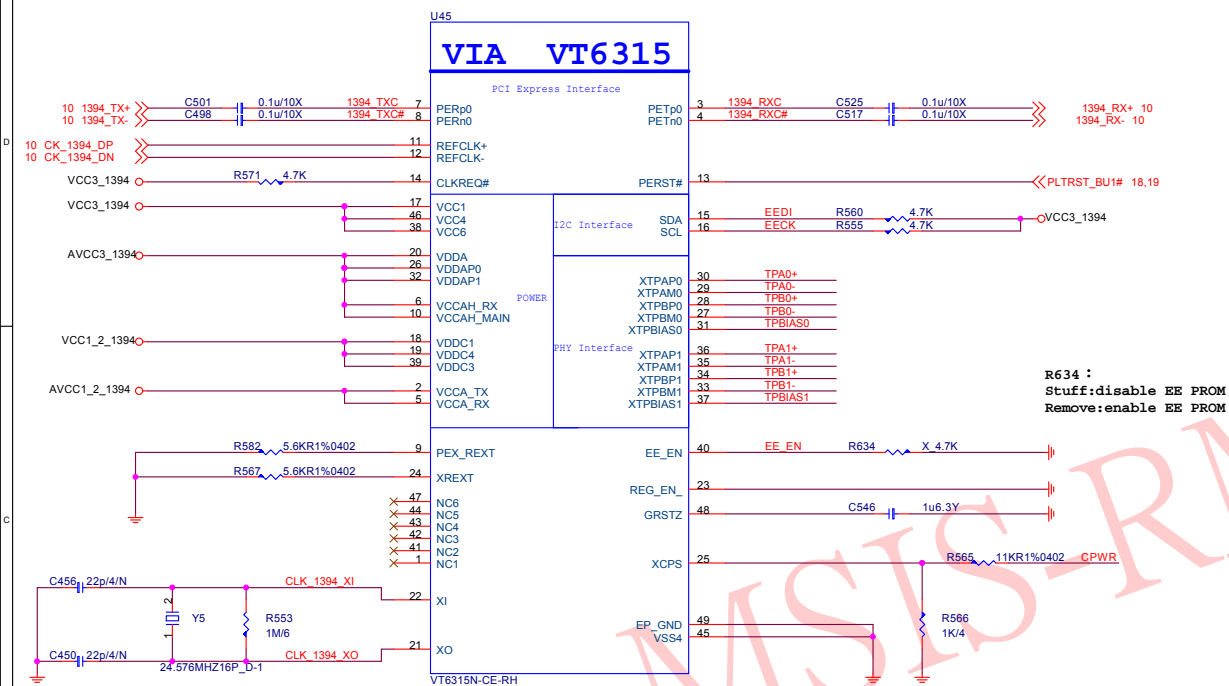 U45
VIA VT6315
PCI Express Interface
10 1394_TX+ C501 0.1u/10X 1394_TXC 7 PERp0 PETp0 3 1394_RXC C525 0.1u/10X 1394_RX+ 10
10 1394_TX- C498 0.1u/10X 1394_TXC# 8 PERn0 PETn0 4 1394_RXC# C517 0.1u/10X 1394_RX- 10
D
10 CK_1394_DP 11 REFCLK+
10 CK_1394_DN 12 REFCLK-
VCC3_1394 R571 4.7K 14 CLKREQ# PERST# 13 PLTRST_BU1# 18,19
VCC3_1394 17 VCC1
46 VCC4 SDA 15 EEDI R560 4.7K VCC3_1394
38 VCC6 I2C Interface SCL 16 EECK R555 4.7K
AVCC3_1394 20 VDDA
26 VDDAP0
32 VDDAP1 XTPAP0 30 TPA0+
XTPAM0 29 TPA0-
6 VCCAH_RX POWER XTPBP0 28 TPB0+
10 VCCAH_MAIN XTPBM0 27 TPB0-
XTPBIAS0 31 TPBIAS0
VCC1_2_1394 18 VDDC1
19 VDDC4 PHY Interface XTPAP1 36 TPA1+
39 VDDC3 XTPAM1 35 TPA1-
XTPBP1 34 TPB1+
AVCC1_2_1394 2 VCCA_TX XTPBM1 33 TPB1-
5 VCCA_RX XTPBIAS1 37 TPBIAS1
R634 :
Stuff:disable EE PROM
Remove:enable EE PROM
R582 5.6KR1%0402 9 PEX_REXT EE_EN 40 EE_EN R634 X_4.7K
R567 5.6KR1%0402 24 XREXT
REG_EN_ 23
47 NC6
C 44 NC5 GRSTZ 48 C546 1u6.3Y
43 NC4
42 NC3
41 NC2
1 NC1 XCPS 25 R565 11KR1%0402 CPWR
C456 22p/4/N CLK_1394_XI
22 XI
2
Y5 R553
1M/6
1
R566
1K/4
EP_GND 49
VSS4 45
21 XO
C450 22p/4/N CLK_1394_XO
24.576MHZ16P_D-1
VT6315N-CE-RH